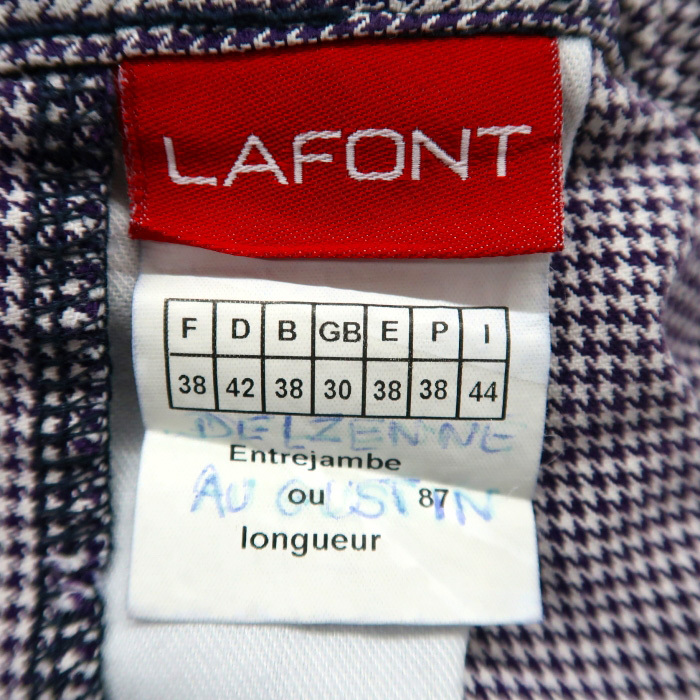 LAFONT
F D B GB E P I
38 42 38 30 38 38 44
DELZENNE
Entrejambe
AUGUSTIN
ou 87
longueur